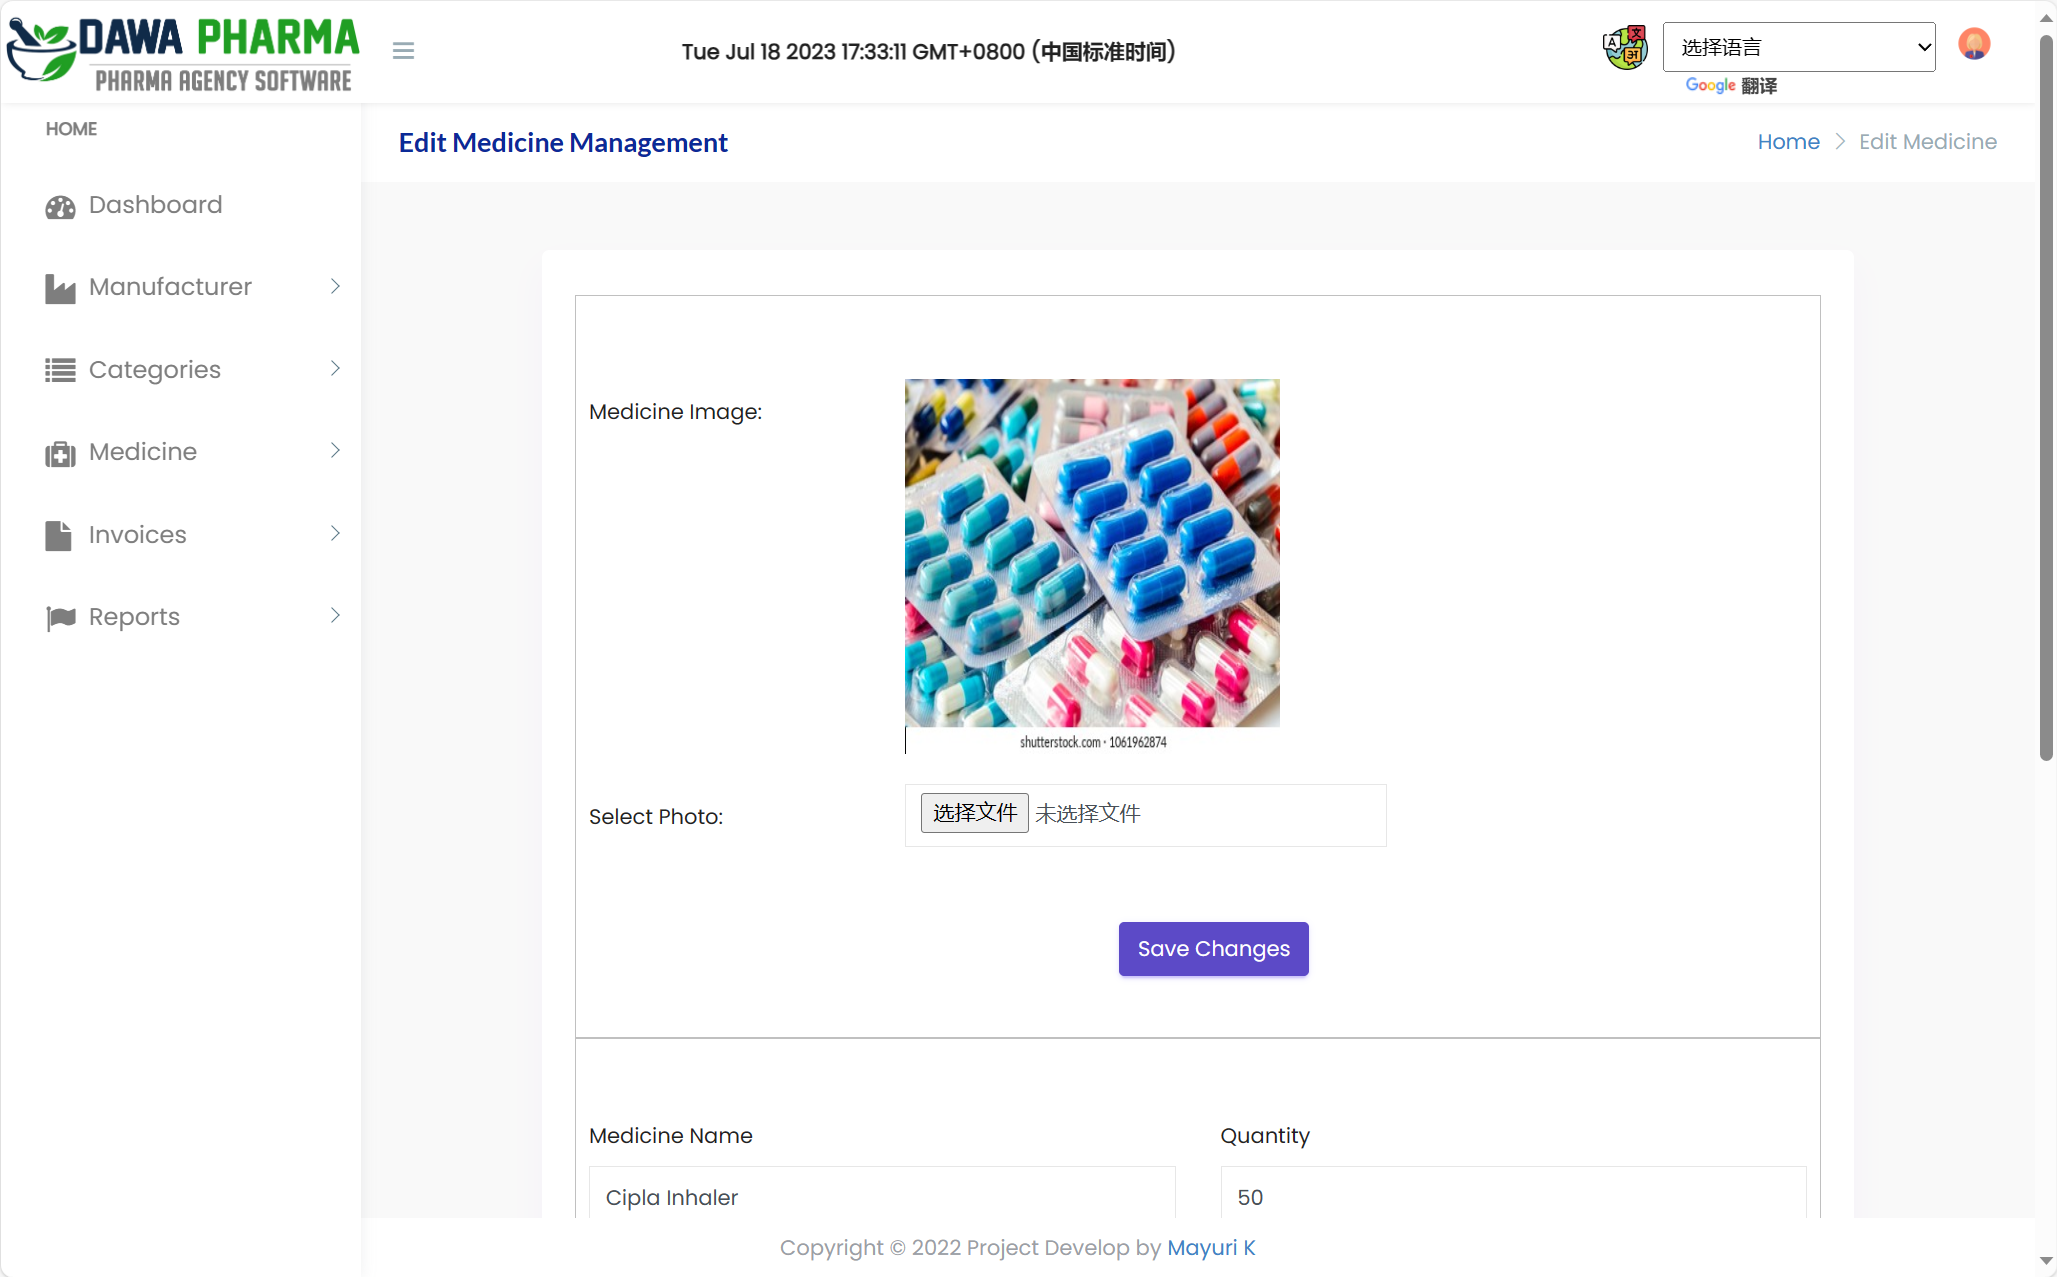 DAWA PHARMA
PHARMA AGENCY SOFTWARE
Tue Jul 18 2023 17:33:11 GMT+0800 (中国标准时间)
选择语言
Google 翻译
HOME
Dashboard
Manufacturer
Categories
Medicine
Invoices
Reports
Edit Medicine Management
Home > Edit Medicine
Medicine Image:
shutterstock.com · 1061962874
Select Photo:
选择文件 未选择文件
Save Changes
Medicine Name
Quantity
Cipla Inhaler
50
Copyright © 2022 Project Develop by Mayuri K